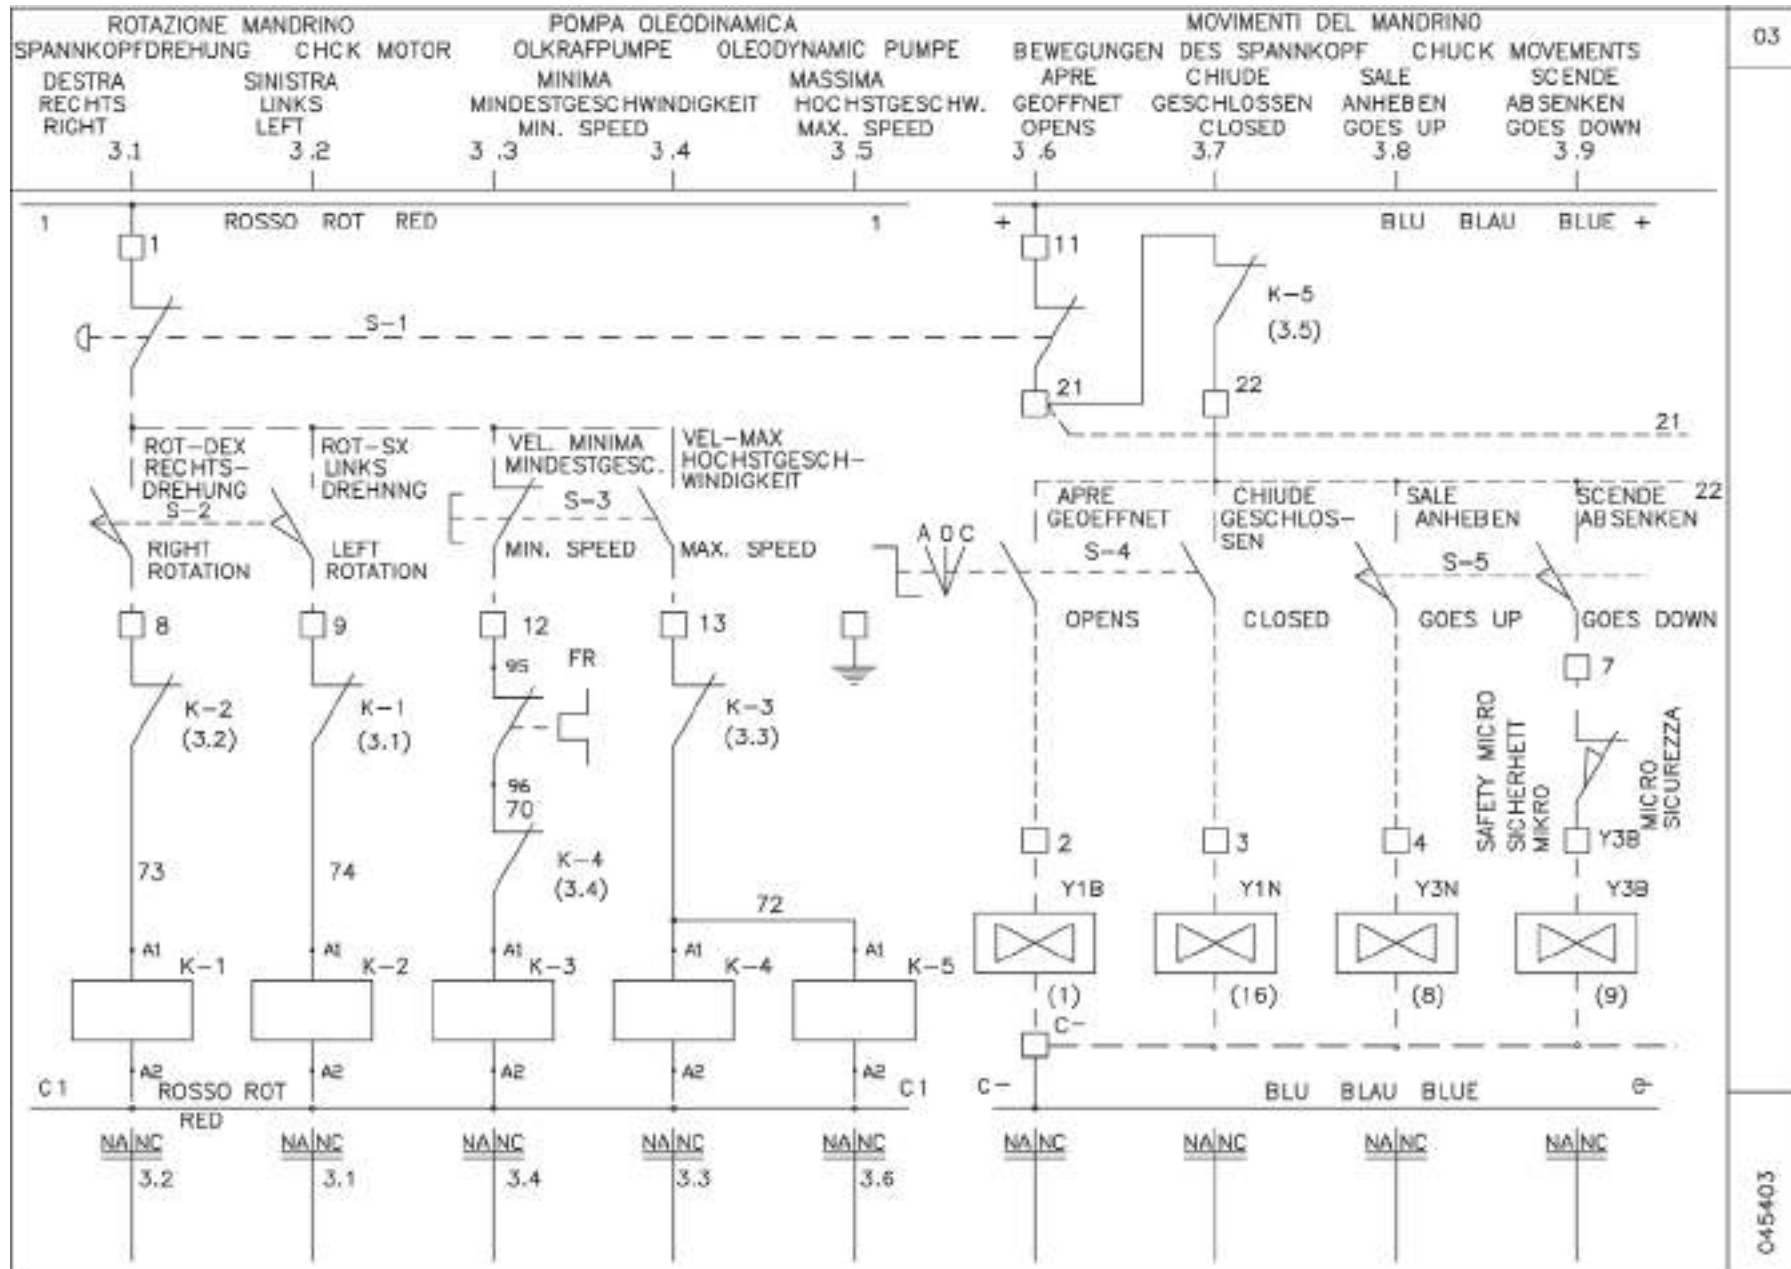 ROTAZIONE MANDRINO POMPA OLEODINAMICA MOVIMENTI DEL MANDRINO 03
SPANNKOPFDREHUNG CHCK MOTOR OLKRAFPUMPE OLEODYNAMIC PUMPE BEWEGUNGEN DES SPANNKOPF CHUCK MOVEMENTS
DESTRA SINISTRA MINIMA MASSIMA APRE CHIUDE SALE SCENDE
RECHTS LINKS MINDESTGESCHWINDIGKEIT HOCHSTGESCHW. GEOFFNET GESCHLOSSEN ANHEBEN ABSENKEN
RIGHT LEFT MIN. SPEED MAX. SPEED OPENS CLOSED GOES UP GOES DOWN
3.1 3.2 3.3 3.4 3.5 3.6 3.7 3.8 3.9
1 ROSSO ROT RED 1 + BLU BLAU BLUE +
1 11
K-5
(3.5)
S-1
21 22
21
ROT-DEX ROT-SX VEL. MINIMA VEL-MAX
RECHTS- LINKS MINDESTGESC. HOCHSTGESCH-
DREHUNG DREHNNG WINDIGKEIT
22
APRE CHIUDE SALE SCENDE
GEOEFFNET GESCHLOS- ANHEBEN ABSENKEN
SEN
S-2 S-3 A O C S-4 S-5
RIGHT LEFT MIN. SPEED MAX. SPEED
ROTATION ROTATION
OPENS CLOSED GOES UP GOES DOWN
8 9 12 13
95 FR
7
K-2 K-1 K-3
(3.2) (3.1) (3.3)
SAFETY MICRO
SICHERHETT
MIKRO
MICRO
SICUREZZA
96
70
2 3 4 Y3B
K-4
(3.4)
73 74 72
Y1B Y1N Y3N Y3B
A1 A1 A1 A1 A1
K-1 K-2 K-3 K-4 K-5
(1) (16) (8) (9)
C-
A2 A2 A2 A2 A2
C1 ROSSO ROT C1 C- BLU BLAU BLUE C-
RED
NA NC NA NC NA NC NA NC NA NC NA NC NA NC NA NC NA NC
3.2 3.1 3.4 3.3 3.6
045403